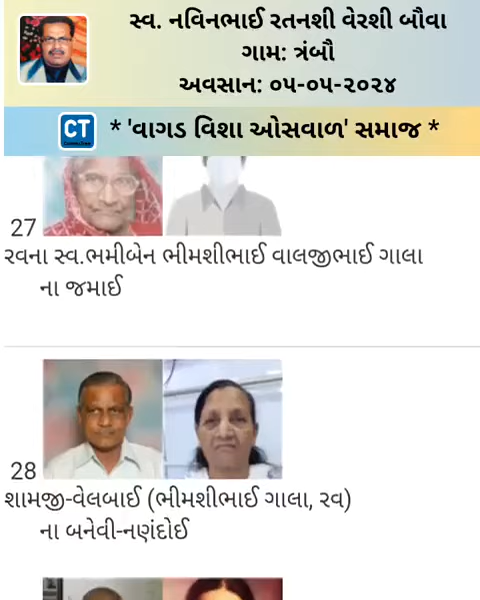 સ્વ. નવિનભાઈ રતનશી વેરશી બૌવા
ગામ: ત્રંબૌ
અવસાન: ૦૫-૦૫-૨૦૨૪
CT
* 'વાગડ વિશા ઓસવાળ' સમાજ *
27
રવના સ્વ.ભમીબેન ભીમશીભાઈ વાલજીભાઈ ગાલા
ના જમાઈ
28
શામજી-વેલબાઈ (ભીમશીભાઈ ગાલા, રવ)
ના બનેવી-નણંદોઈ